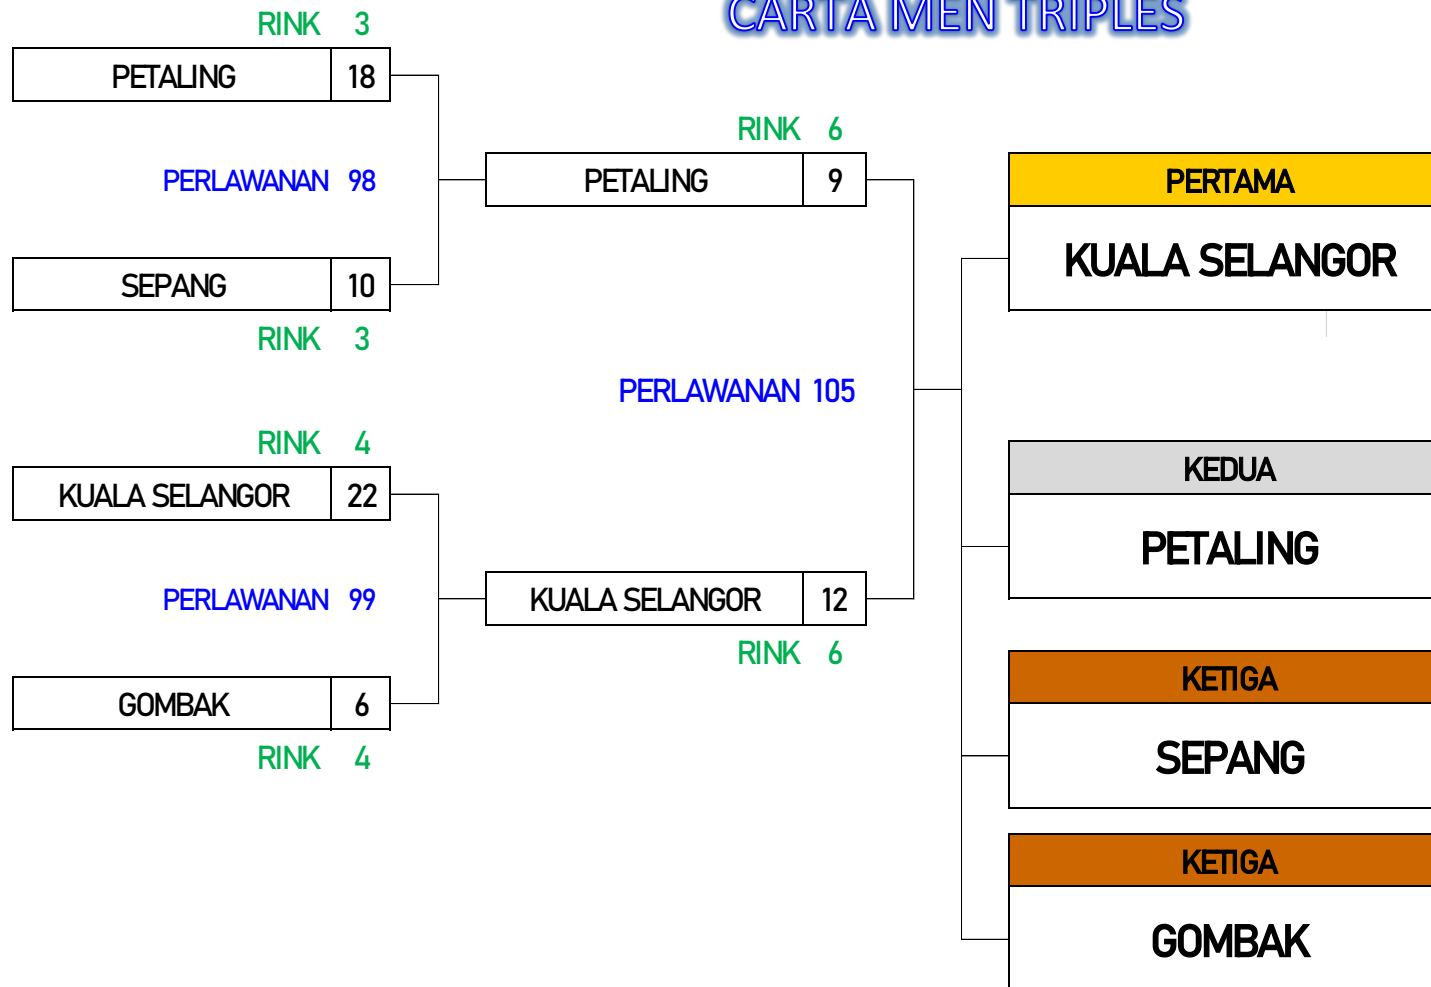 CARTA MEN TRIPLES
RINK 3
PETALING 18
PERLAWANAN 98
SEPANG 10
RINK 3
RINK 4
KUALA SELANGOR 22
PERLAWANAN 99
GOMBAK 6
RINK 4
RINK 6
PETALING 9
PERLAWANAN 105
KUALA SELANGOR 12
RINK 6
PERTAMA
KUALA SELANGOR
KEDUA
PETALING
KETIGA
SEPANG
KETIGA
GOMBAK